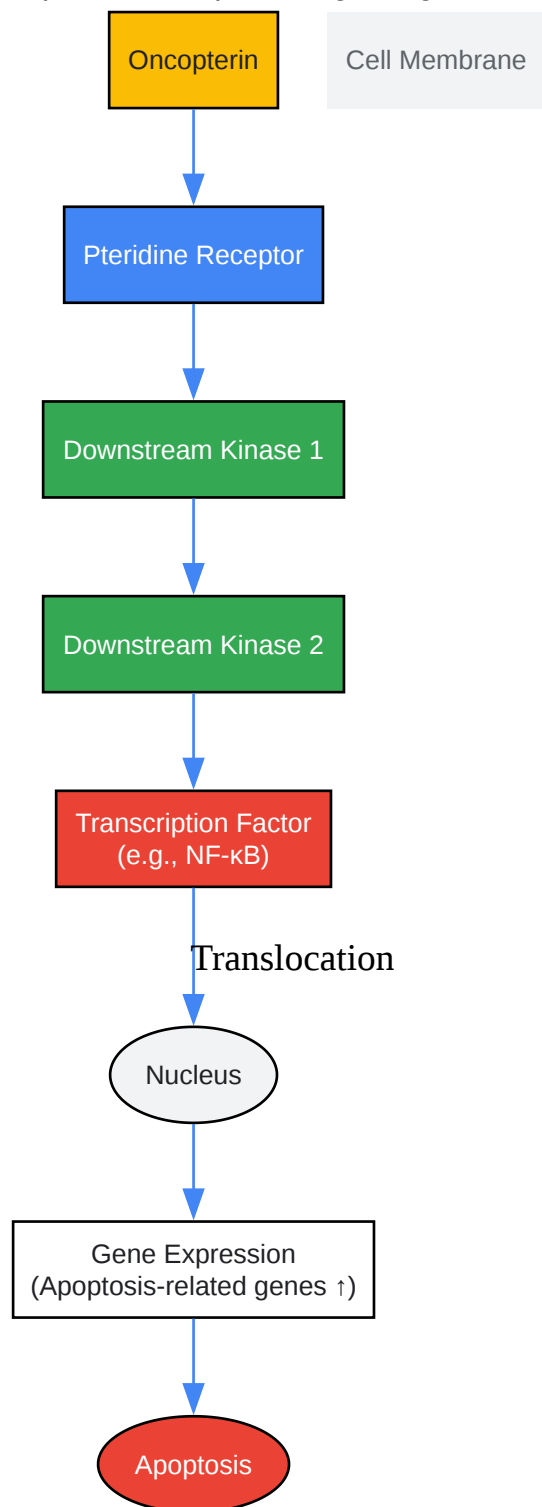 Oncopterin
Cell Membrane
Pteridine Receptor
Downstream Kinase 1
Downstream Kinase 2
Transcription Factor
(e.g., NF-κB)
Translocation
Nucleus
Gene Expression
(Apoptosis-related genes ↑)
Apoptosis